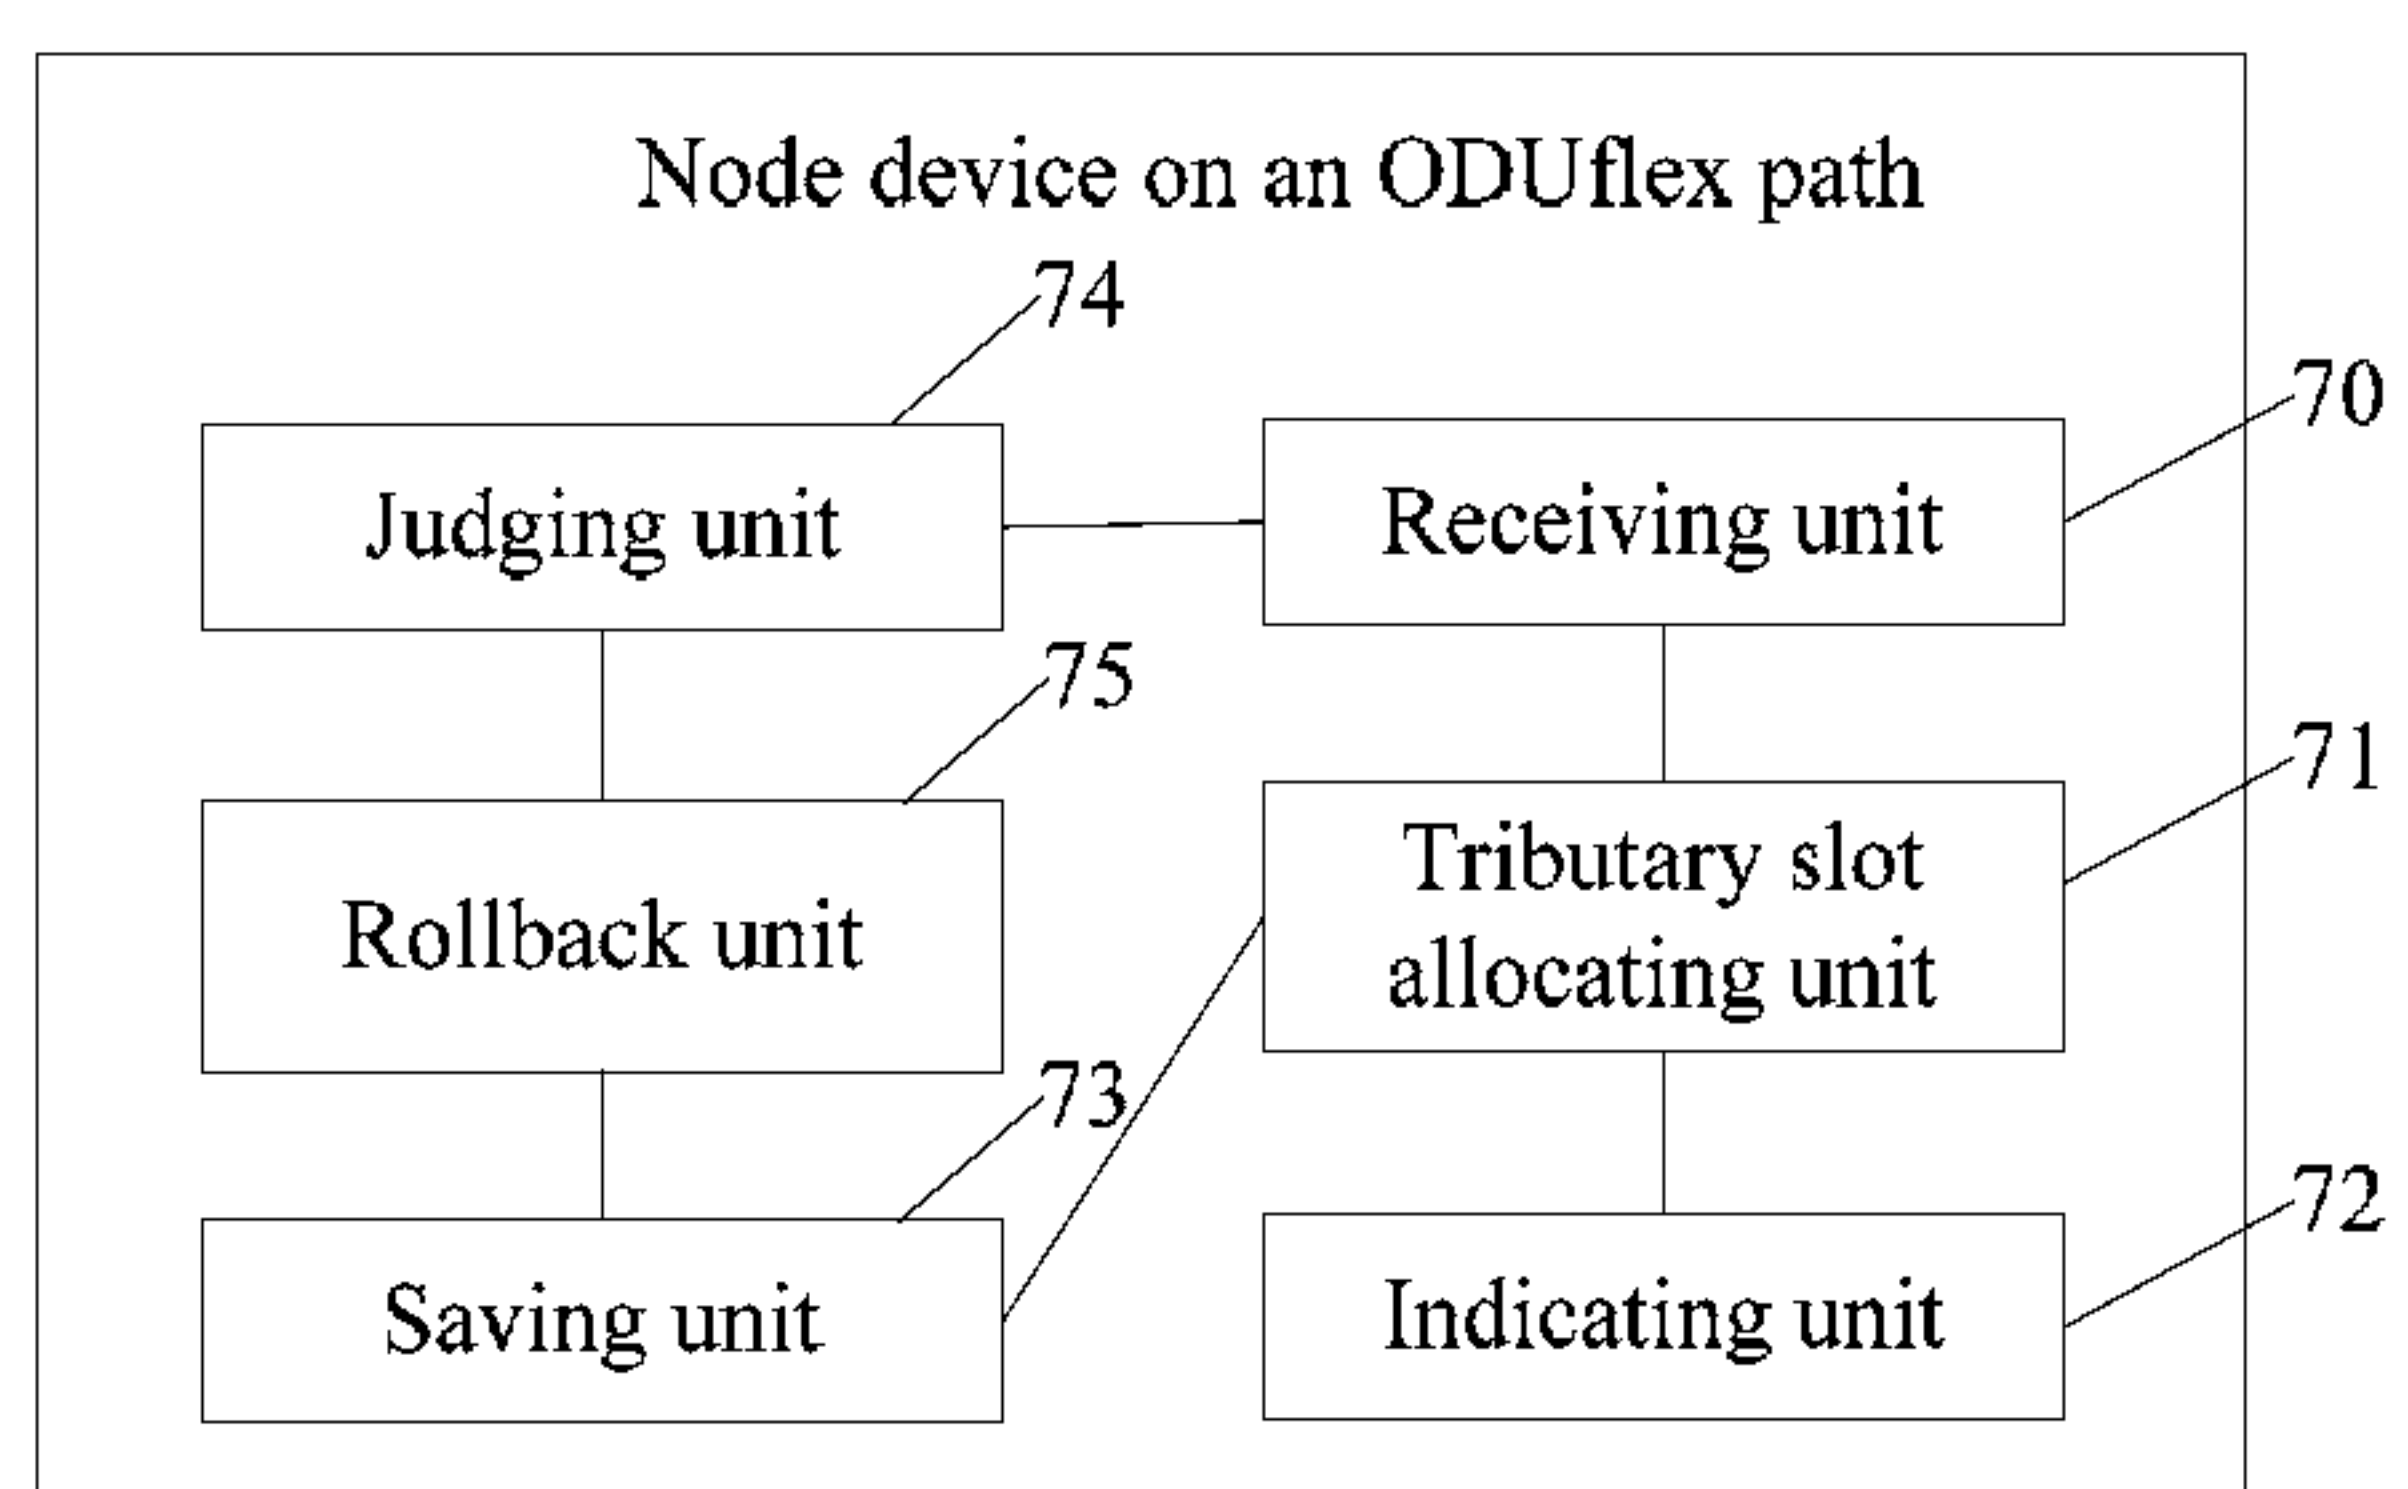 Node device on an ODUflex path
74
70
Judging unit
Receiving unit
75
71
Rollback unit
Tributary slot
allocating unit
73
72
Saving unit
Indicating unit